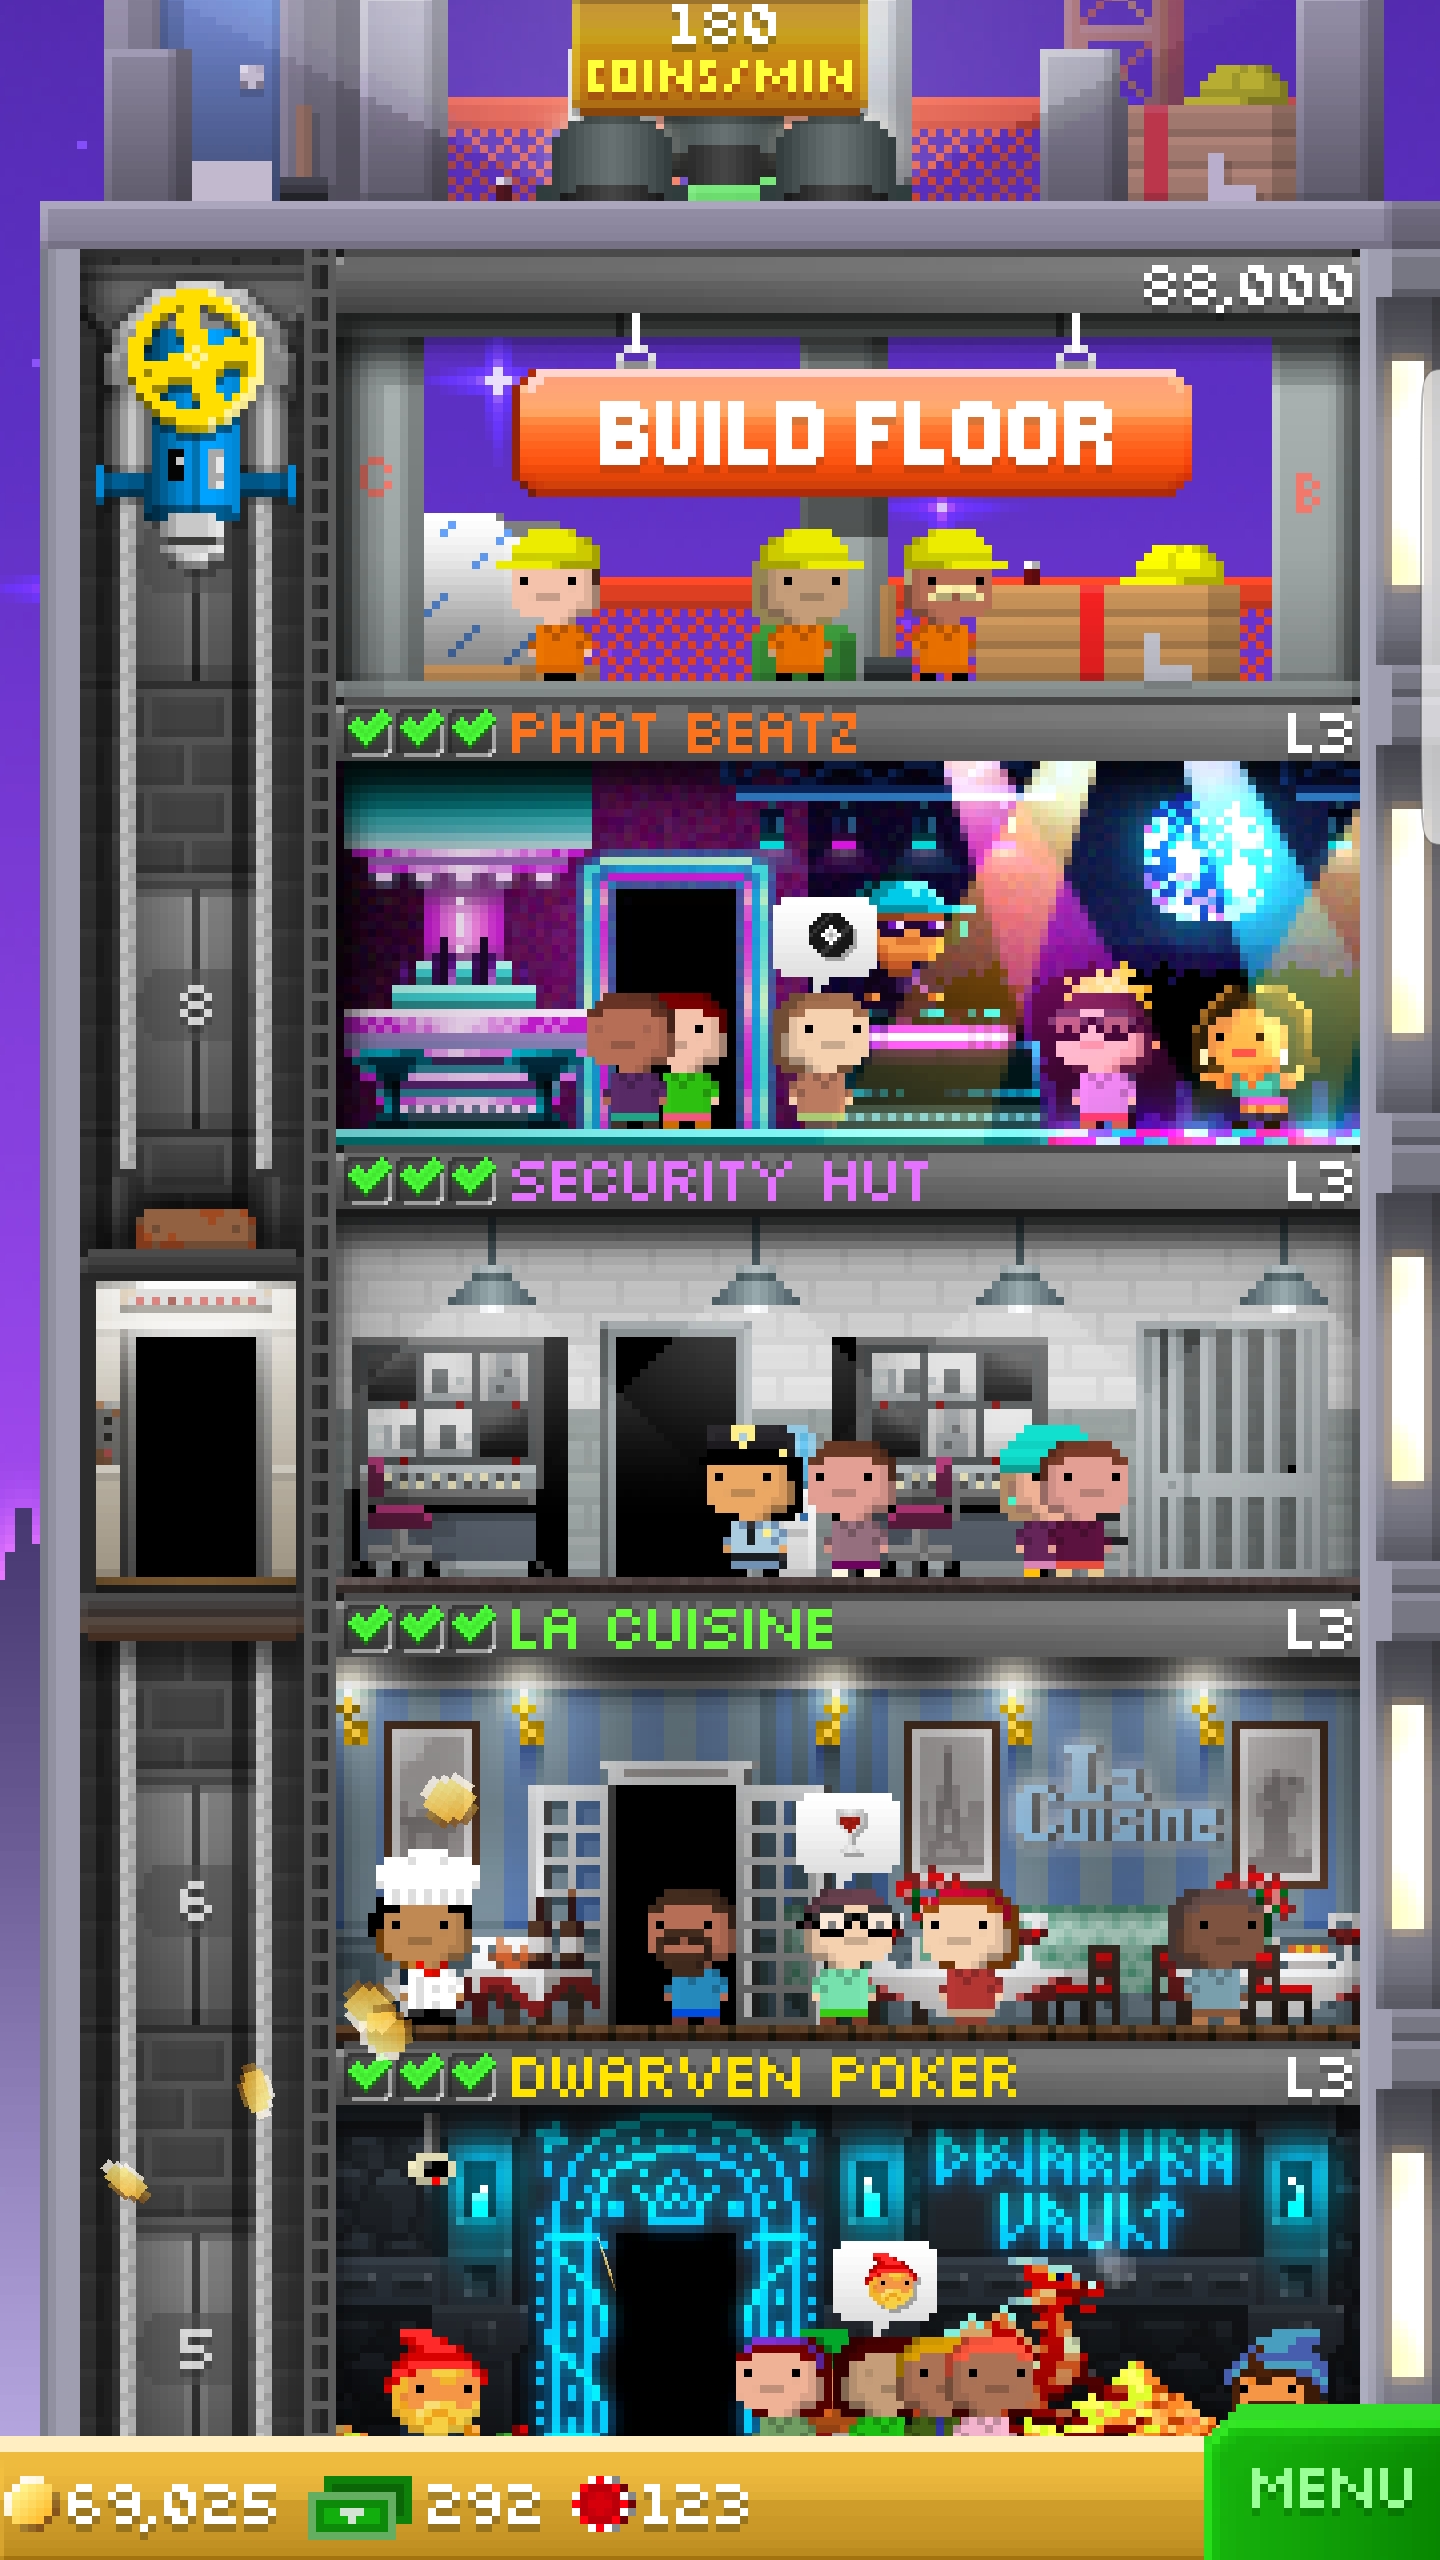 180
COINS/MIN
88,000
BUILD FLOOR
C
B
PHAT BEATZ L3
8
SECURITY HUT L3
LA CUISINE L3
La
Cuisine
6
DWARVEN POKER L3
DWARVEN
VAULT
5
69,025 292 123
MENU